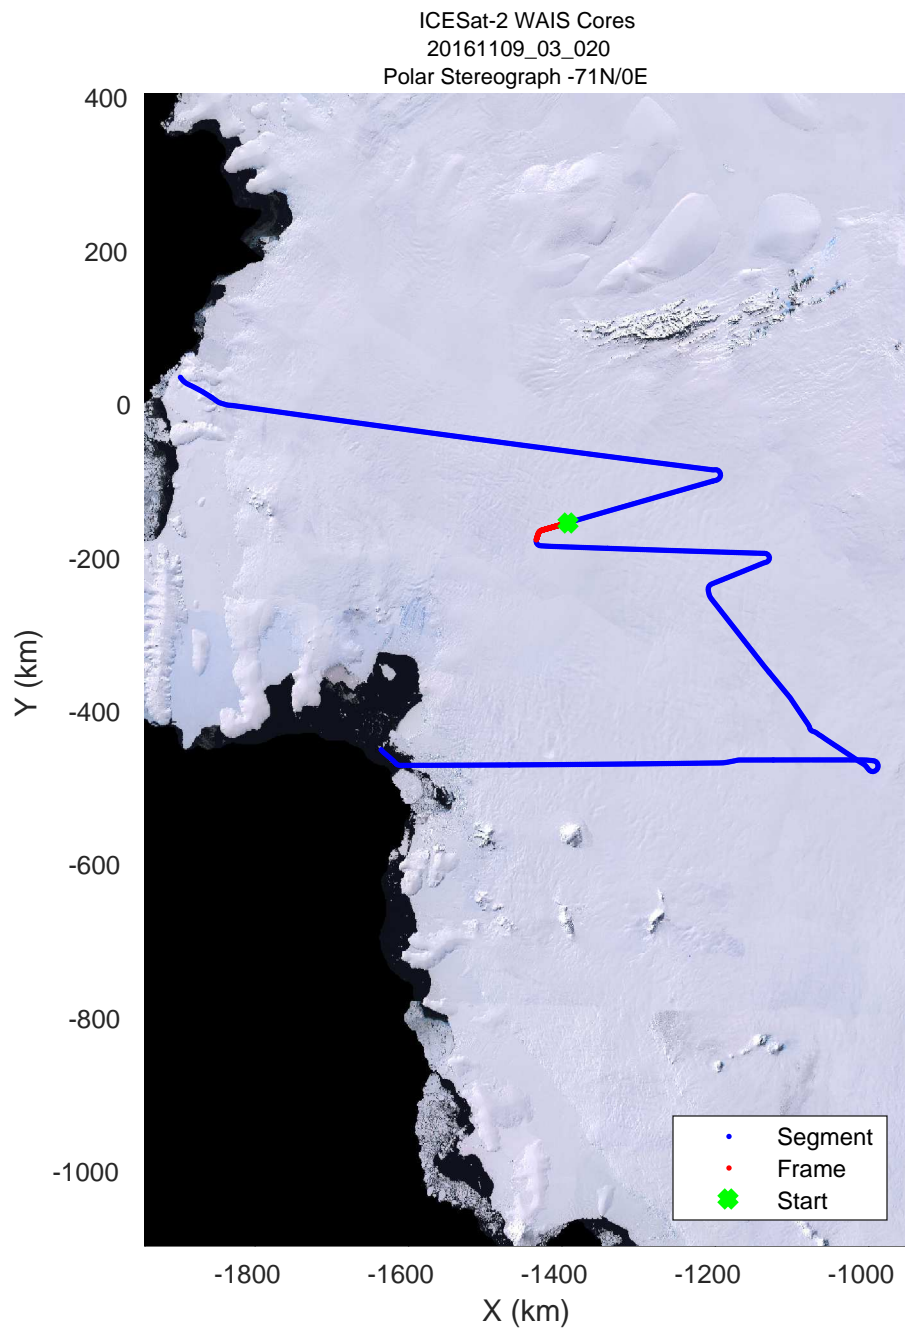 ICESat-2 WAIS Cores
20161109_03_020
Polar Stereograph -71N/0E
400
200
0
-200
-400
-600
-800
-1000
Y (km)
Segment
Frame
Start
-1800
-1600
-1400
-1200
-1000
X (km)